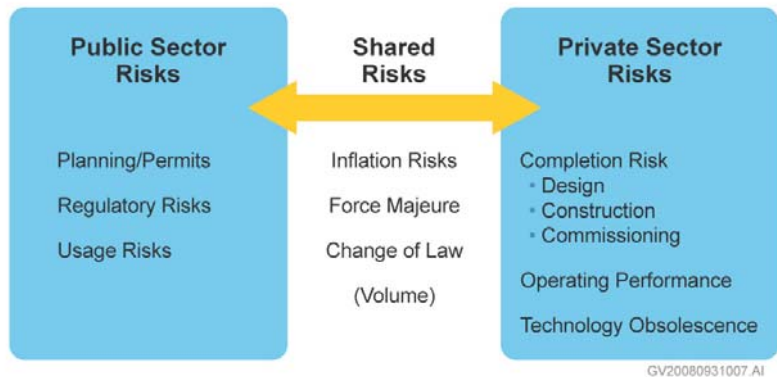 Public Sector
Risks
Planning/Permits
Regulatory Risks
Usage Risks
Shared
Risks
Inflation Risks
Force Majeure
Change of Law
(Volume)
Private Sector
Risks
Completion Risk
• Design
• Construction
• Commissioning
Operating Performance
Technology Obsolescence
GV20080931007.AI